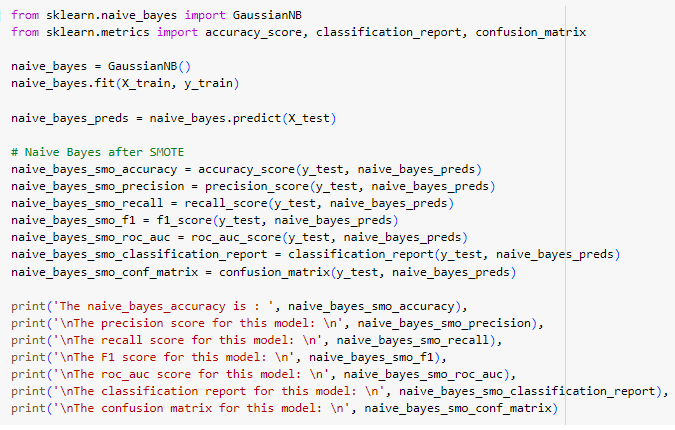 from sklearn.naive_bayes import GaussianNB
from sklearn.metrics import accuracy_score, classification_report, confusion_matrix
naive_bayes = GaussianNB()
naive_bayes.fit(X_train, y_train)
naive_bayes_preds = naive_bayes.predict(X_test)
# Naive Bayes after SMOTE
naive_bayes_smo_accuracy = accuracy_score(y_test, naive_bayes_preds)
naive_bayes_smo_precision = precision_score(y_test, naive_bayes_preds)
naive_bayes_smo_recall = recall_score(y_test, naive_bayes_preds)
naive_bayes_smo_f1 = f1_score(y_test, naive_bayes_preds)
naive_bayes_smo_roc_auc = roc_auc_score(y_test, naive_bayes_preds)
naive_bayes_smo_classification_report = classification_report(y_test, naive_bayes_preds)
naive_bayes_smo_conf_matrix = confusion_matrix(y_test, naive_bayes_preds)
print('The naive_bayes_accuracy is : ', naive_bayes_smo_accuracy),
print('\nThe precision score for this model: \n', naive_bayes_smo_precision),
print('\nThe recall score for this model: \n', naive_bayes_smo_recall),
print('\nThe F1 score for this model: \n', naive_bayes_smo_f1),
print('\nThe roc_auc score for this model: \n', naive_bayes_smo_roc_auc),
print('\nThe classification report for this model: \n', naive_bayes_smo_classification_report),
print('\nThe confusion matrix for this model: \n', naive_bayes_smo_conf_matrix)